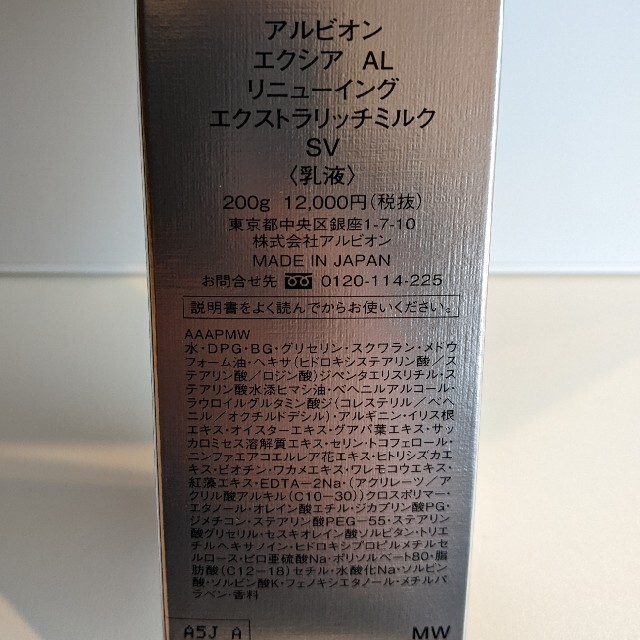 アルビオン
エクシア AL
リニューイング
エクストラリッチミルク
SV
〈乳液〉
200g 12,000円(税抜)
東京都中央区銀座1-7-10
株式会社アルビオン
MADE IN JAPAN
お問合せ先 0120-114-225
説明書をよく読んでからお使いください。
AAAPMW
水・DPG・BG・グリセリン・スクワラン・メドウ
フォーム油・ヘキサ(ヒドロキシステアリン酸/ス
テアリン酸/ロジン酸)ジペンタエリスリチル・ス
テアリン酸水添ヒマシ油・ベヘニルアルコール・
ラウロイルグルタミン酸ジ(コレステリル/ベヘ
ニル/オクチルドデシル)・アルギニン・イリス根
エキス・オイスターエキス・グアバ葉エキス・サッ
カロミセス溶解質エキス・セリン・トコフェロール・
ニンファエアコエルレア花エキス・ヒトリシズカエ
キス・ビオチン・ワカメエキス・ワレモコウエキス・
紅藻エキス・EDTA-2Na・(アクリレーツ/ア
クリル酸アルキル(C10-30))クロスポリマー・
エタノール・オレイン酸エチル・ジカプリン酸PG・
ジメチコン・ステアリン酸PEG-55・ステアリン
酸グリセリル・セスキオレイン酸ソルビタン・トリエ
チルヘキサノイン・ヒドロキシプロピルメチルセ
ルロース・ピロ亜硫酸Na・ポリソルベート80・脂
肪酸(C12-18)セチル・水酸化Na・ソルビン
酸・ソルビン酸K・フェノキシエタノール・メチルパ
ラベン・香料
A5J A
MW